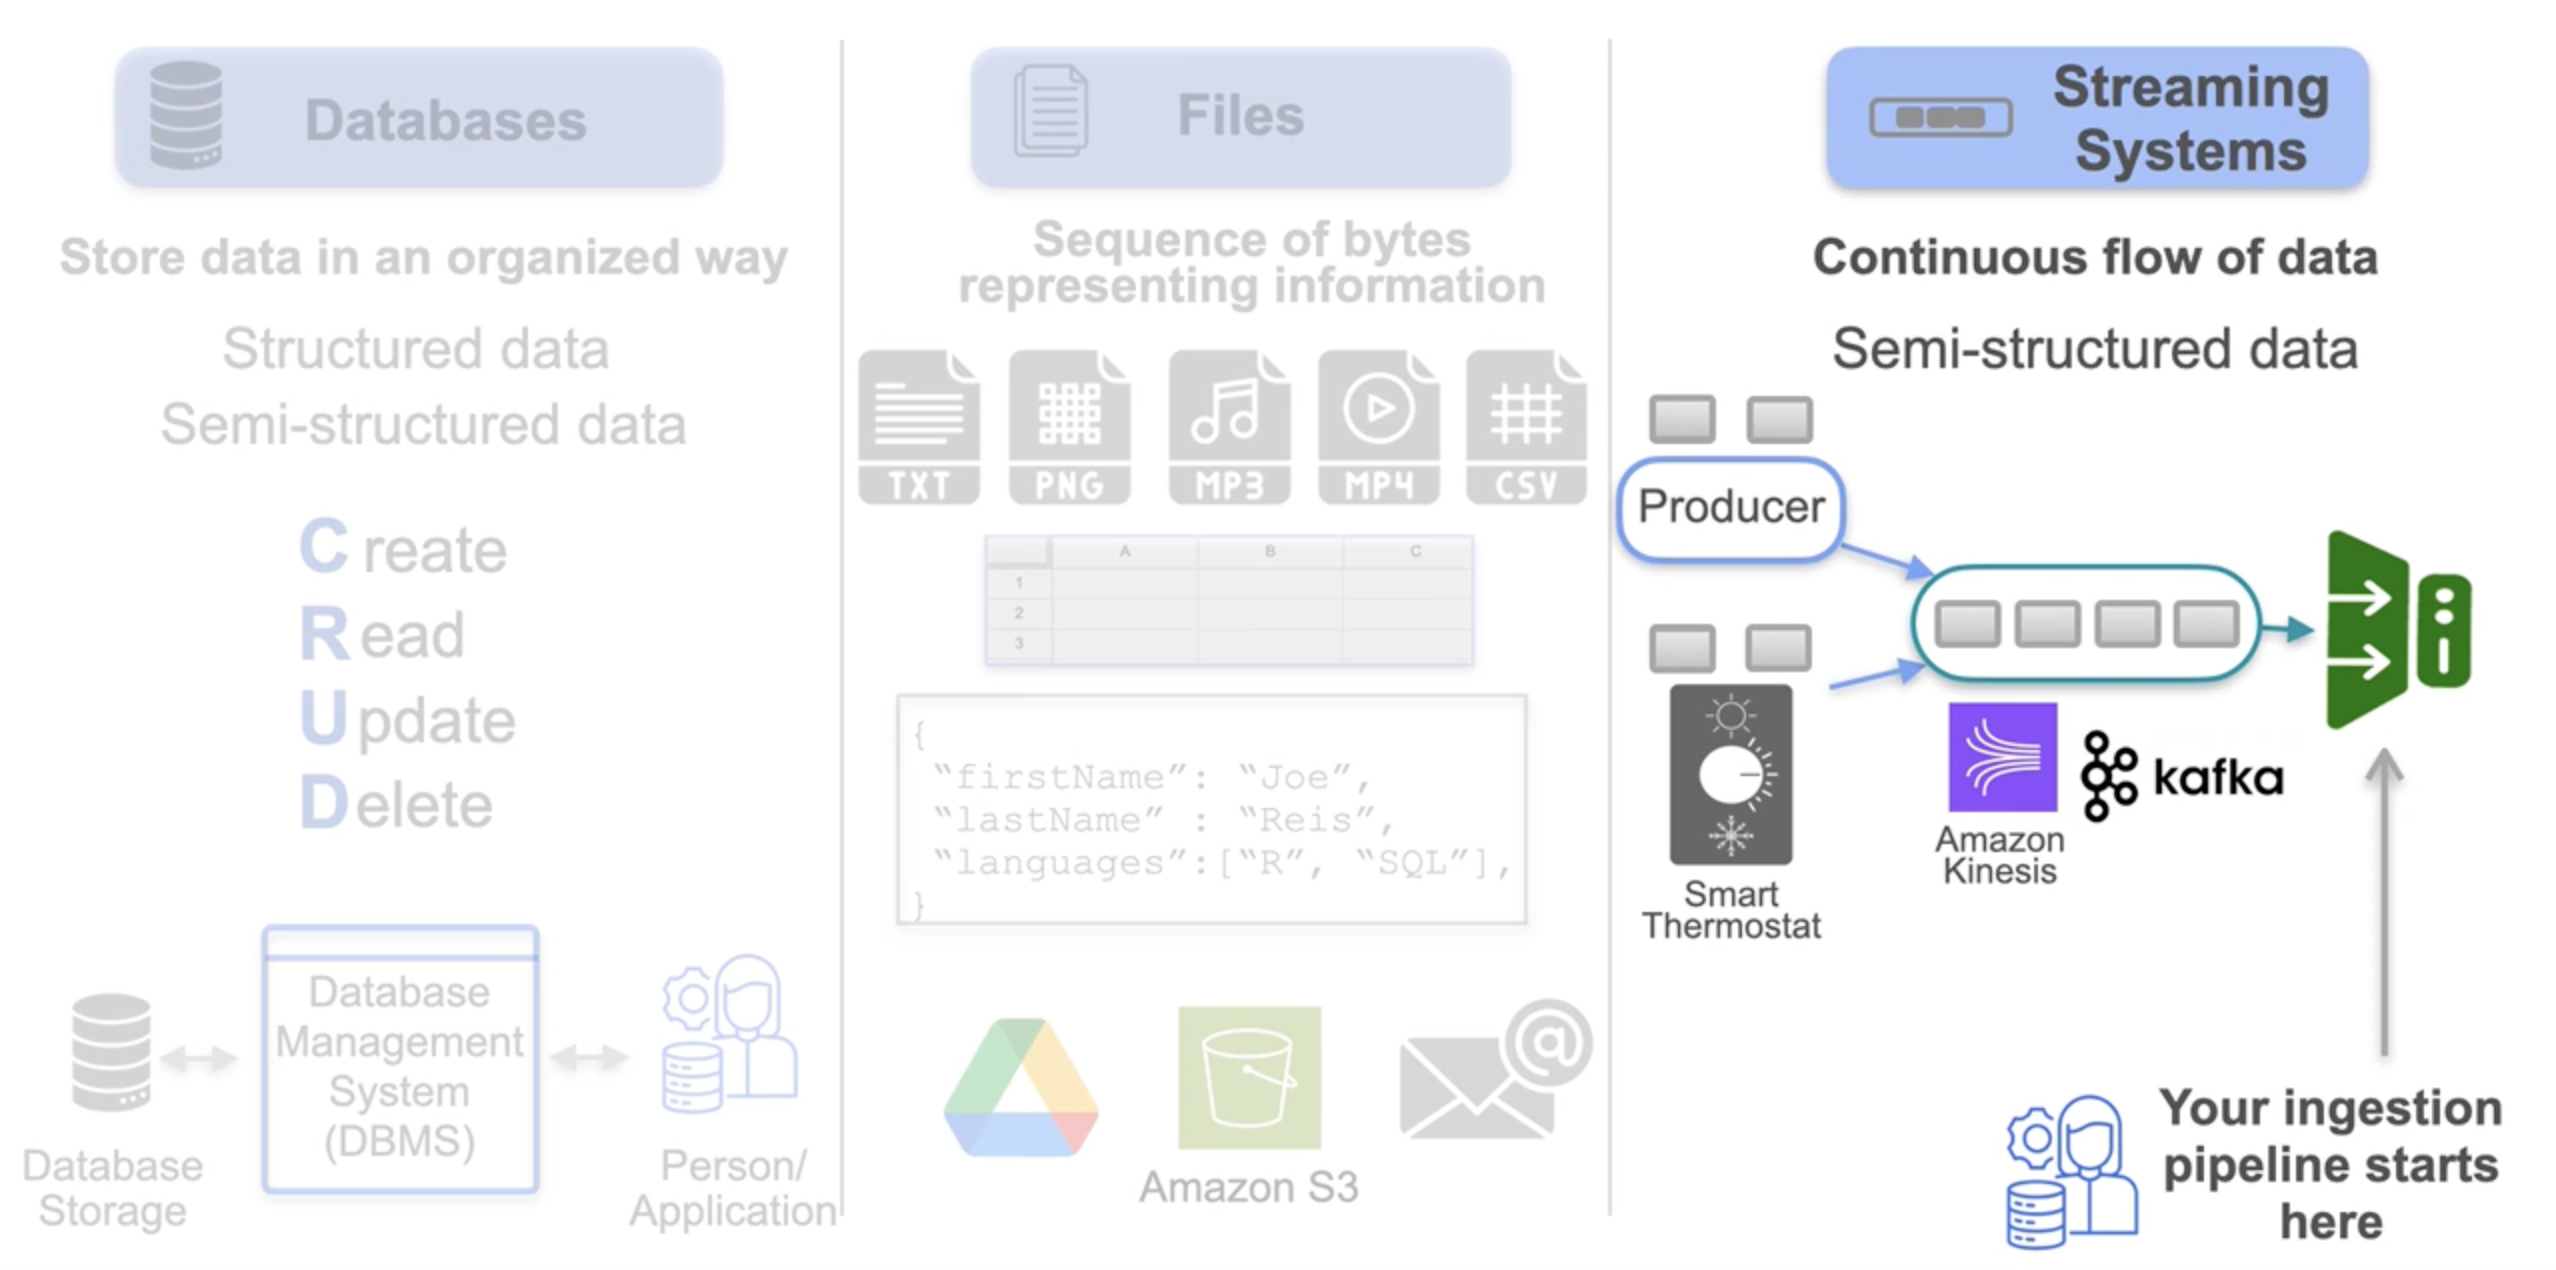 Databases
Store data in an organized way
Structured data
Semi-structured data
Create
Read
Update
Delete
Database
Storage
Database
Management
System
(DBMS)
Person/
Application
Files
Sequence of bytes
representing information
TXT
PNG
MP3
MP4
CSV
A B C
1
2
3
{
“firstName”: “Joe”,
“lastName” : “Reis”,
“languages”:[“R”, “SQL”],
}
Amazon S3
@
Streaming
Systems
Continuous flow of data
Semi-structured data
Producer
Smart
Thermostat
Amazon
Kinesis
kafka
Your ingestion
pipeline starts
here